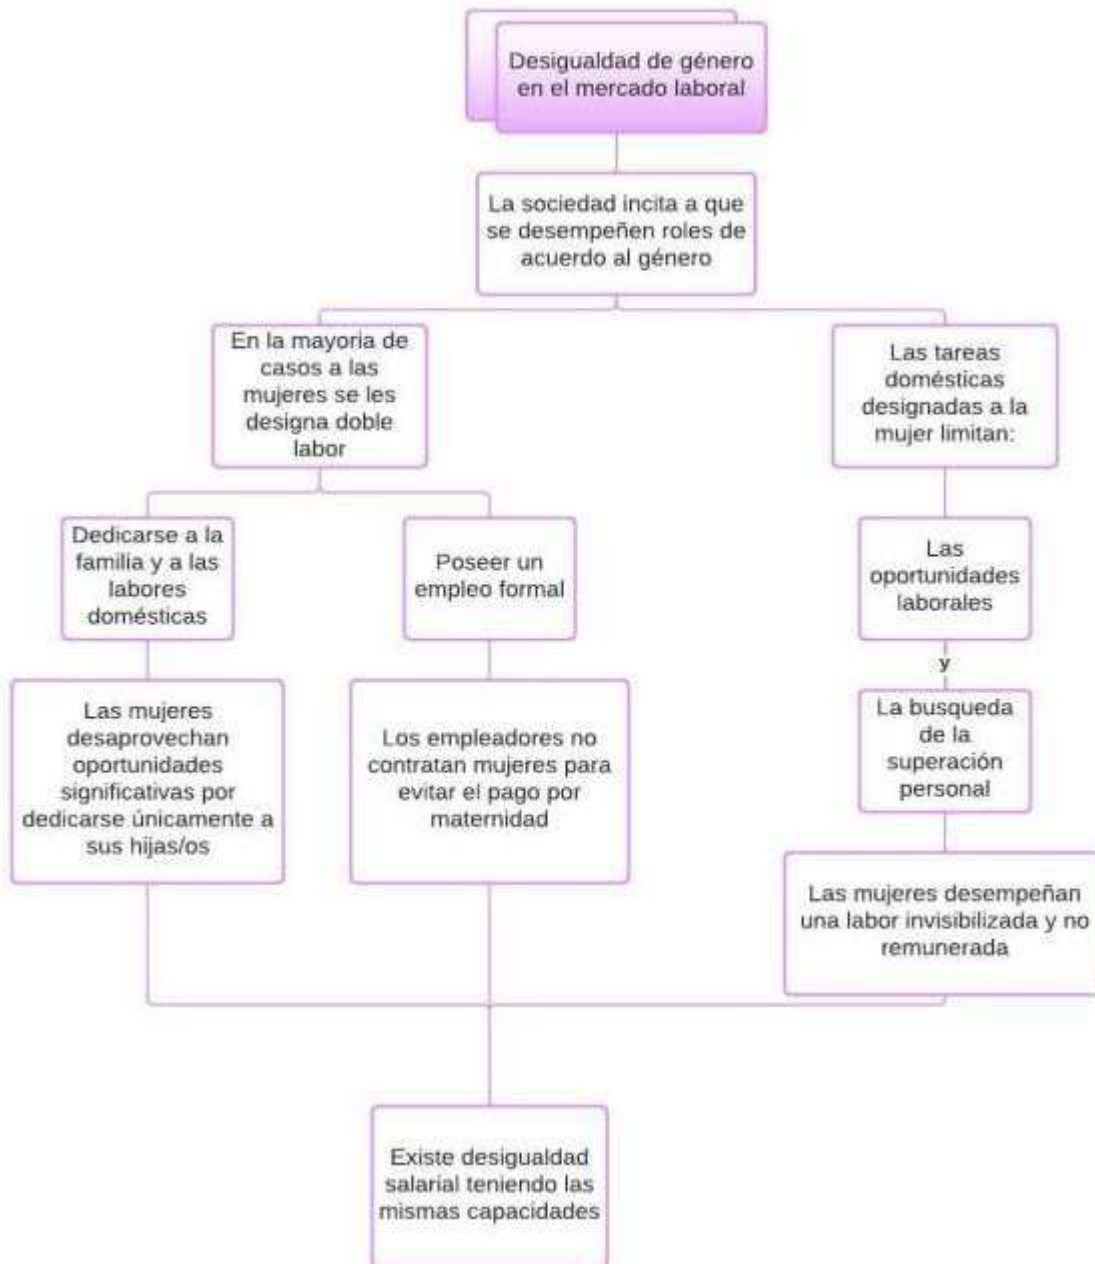 Desigualdad de género
en el mercado laboral
La sociedad incita a que
se desempeñen roles de
acuerdo al género
En la mayoria de
casos a las
mujeres se les
designa doble
labor
Las tareas
domésticas
designadas a la
mujer limitan:
Dedicarse a la
familia y a las
labores
domésticas
Poseer un
empleo formal
Las
oportunidades
laborales
y
Las mujeres
desaprovechan
oportunidades
significativas por
dedicarse únicamente a
sus hijas/os
Los empleadores no
contratan mujeres para
evitar el pago por
maternidad
La busqueda
de la
superación
personal
Las mujeres desempeñan
una labor invisibilizada y no
remunerada
Existe desigualdad
salarial teniendo las
mismas capacidades